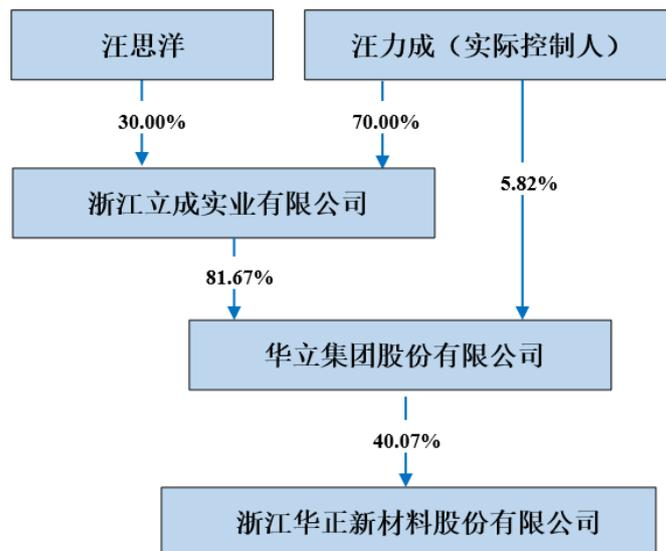 汪思洋
汪力成（实际控制人）
30.00%
70.00%
5.82%
浙江立成实业有限公司
81.67%
华立集团股份有限公司
40.07%
浙江华正新材料股份有限公司